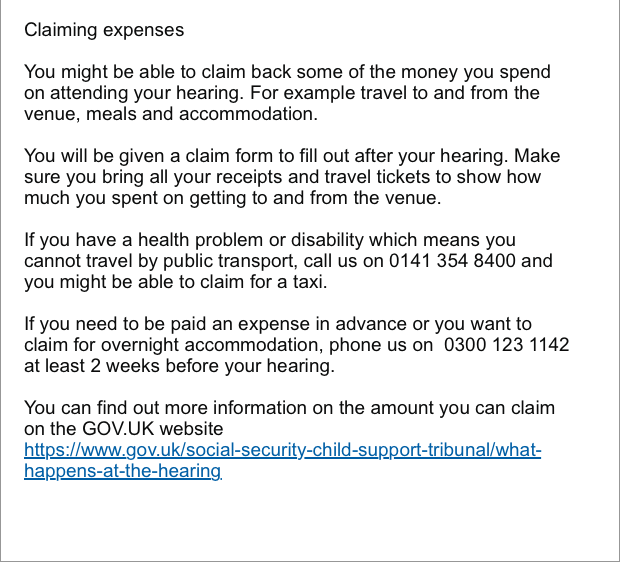 Claiming expenses
You might be able to claim back some of the money you spend
on attending your hearing. For example travel to and from the
venue, meals and accommodation.
You will be given a claim form to fill out after your hearing. Make
sure you bring all your receipts and travel tickets to show how
much you spent on getting to and from the venue.
If you have a health problem or disability which means you
cannot travel by public transport, call us on 0141 354 8400 and
you might be able to claim for a taxi.
If you need to be paid an expense in advance or you want to
claim for overnight accommodation, phone us on  0300 123 1142
at least 2 weeks before your hearing.
You can find out more information on the amount you can claim
on the GOV.UK website
https://www.gov.uk/social-security-child-support-tribunal/what-
happens-at-the-hearing